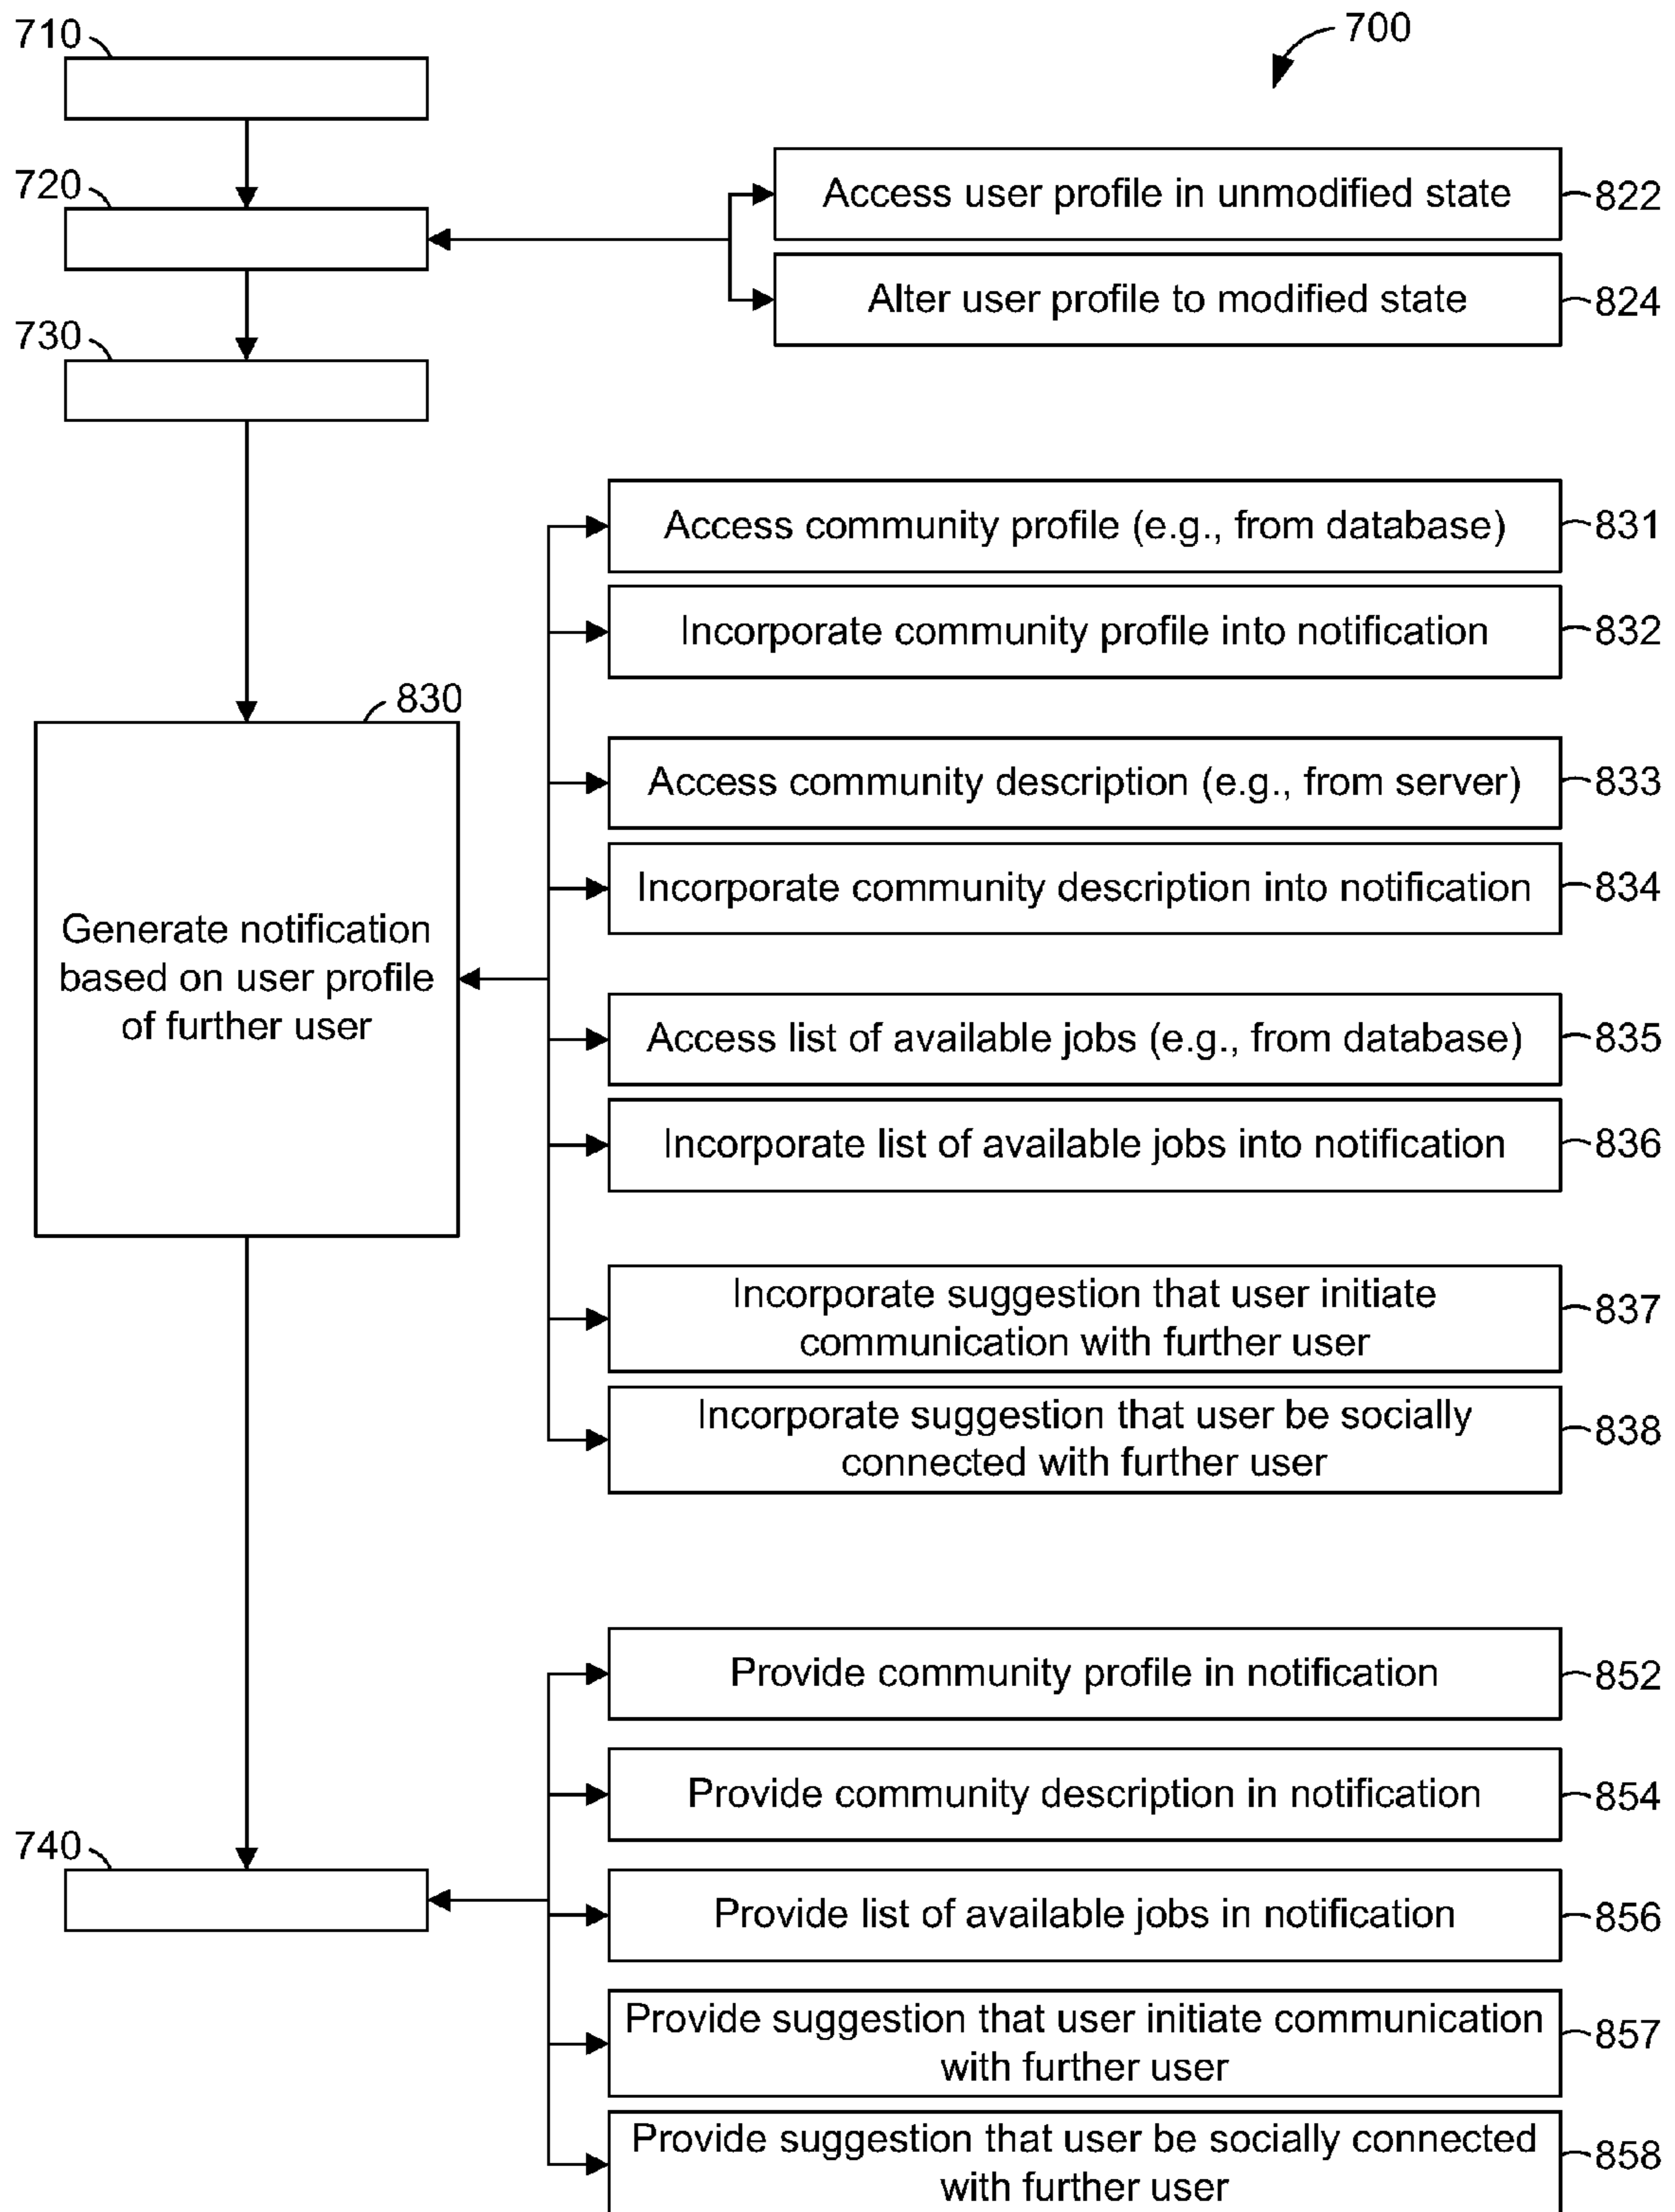 710
700
720
Access user profile in unmodified state
822
Alter user profile to modified state
824
730
Access community profile (e.g., from database)
831
Incorporate community profile into notification
832
830
Generate notification
based on user profile
of further user
Access community description (e.g., from server)
833
Incorporate community description into notification
834
Access list of available jobs (e.g., from database)
835
Incorporate list of available jobs into notification
836
Incorporate suggestion that user initiate
communication with further user
837
Incorporate suggestion that user be socially
connected with further user
838
Provide community profile in notification
852
Provide community description in notification
854
740
Provide list of available jobs in notification
856
Provide suggestion that user initiate communication
with further user
857
Provide suggestion that user be socially connected
with further user
858